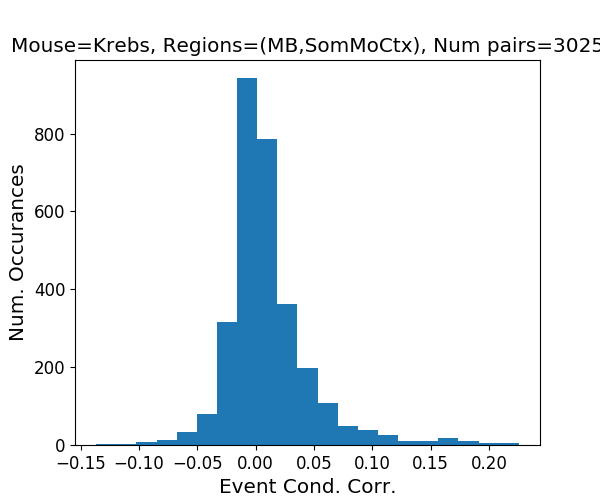 Mouse=Krebs, Regions=(MB,SomMoCtx), Num pairs=3025
Num. Occurances
800
600
400
200
0
−0.15 −0.10 −0.05 0.00 0.05 0.10 0.15 0.20
Event Cond. Corr.